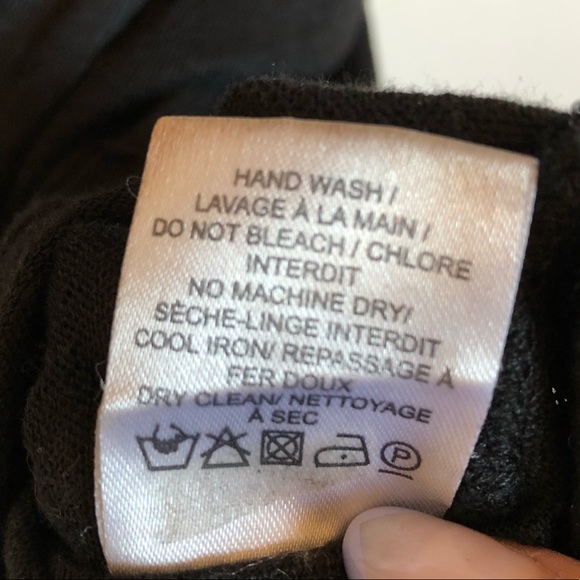 HAND WASH /
LAVAGE À LA MAIN /
DO NOT BLEACH / CHLORE
INTERDIT
NO MACHINE DRY/
SÈCHE-LINGE INTERDIT
COOL IRON/ REPASSAGE À
FER DOUX
DRY CLEAN/ NETTOYAGE
À SEC
P